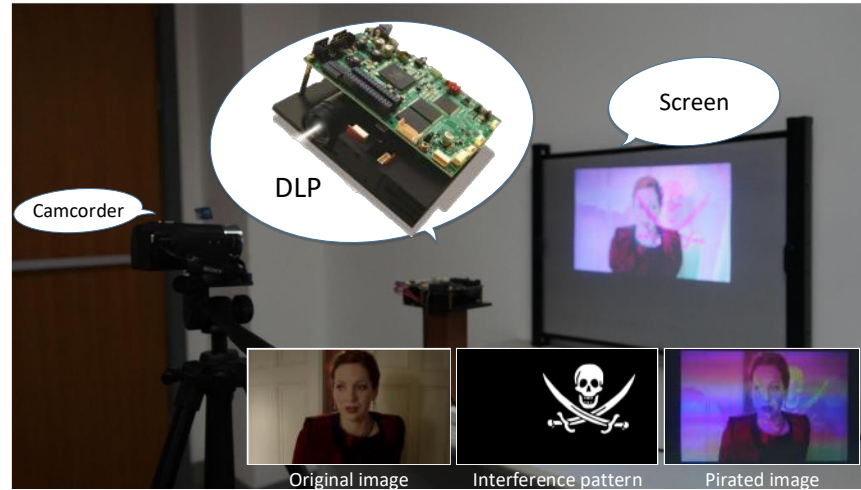 DLP
Screen
Camcorder
Original image
Interference pattern
Pirated image